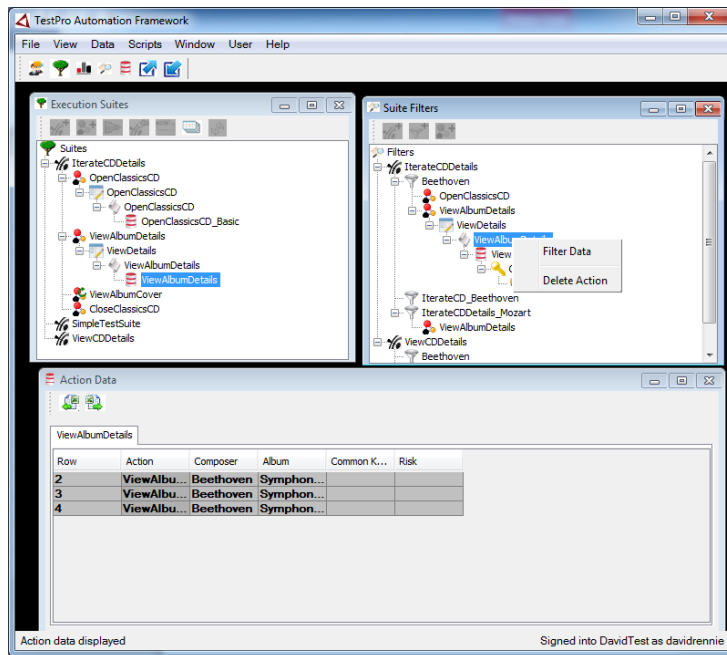 TestPro Automation Framework
File View Data Scripts Window User Help
Execution Suites
Suites
IterateCDDetails
OpenClassicsCD
OpenClassicsCD
OpenClassicsCD
OpenClassicsCD_Basic
ViewAlbumDetails
ViewDetails
ViewAlbumDetails
ViewAlbumDetails
ViewAlbumCover
CloseClassicsCD
SimpleTestSuite
ViewCDDetails
Suite Filters
Filters
IterateCDDetails
Beethoven
OpenClassicsCD
ViewAlbumDetails
ViewDetails
View
Filter Data
Delete Action
IterateCD_Beethoven
IterateCDDetails_Mozart
ViewAlbumDetails
ViewCDDetails
Beethoven
Action Data
ViewAlbumDetails
Row Action Composer Album Common K... Risk
2 ViewAlbu... Beethoven Symphon...
3 ViewAlbu... Beethoven Symphon...
4 ViewAlbu... Beethoven Symphon...
Action data displayed
Signed into DavidTest as davidrennie